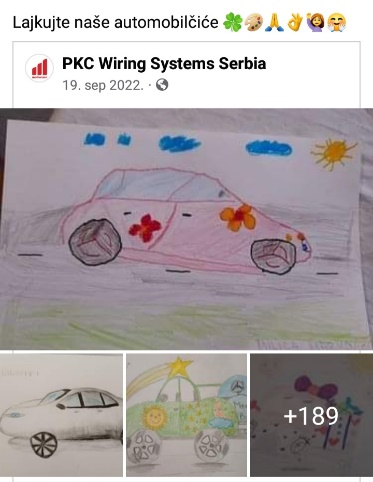 Lajkujte naše automobilčiće 🍀🎨🙏👌🙋‍♀️🤗
PKC Wiring Systems Serbia
19. sep 2022.
+189